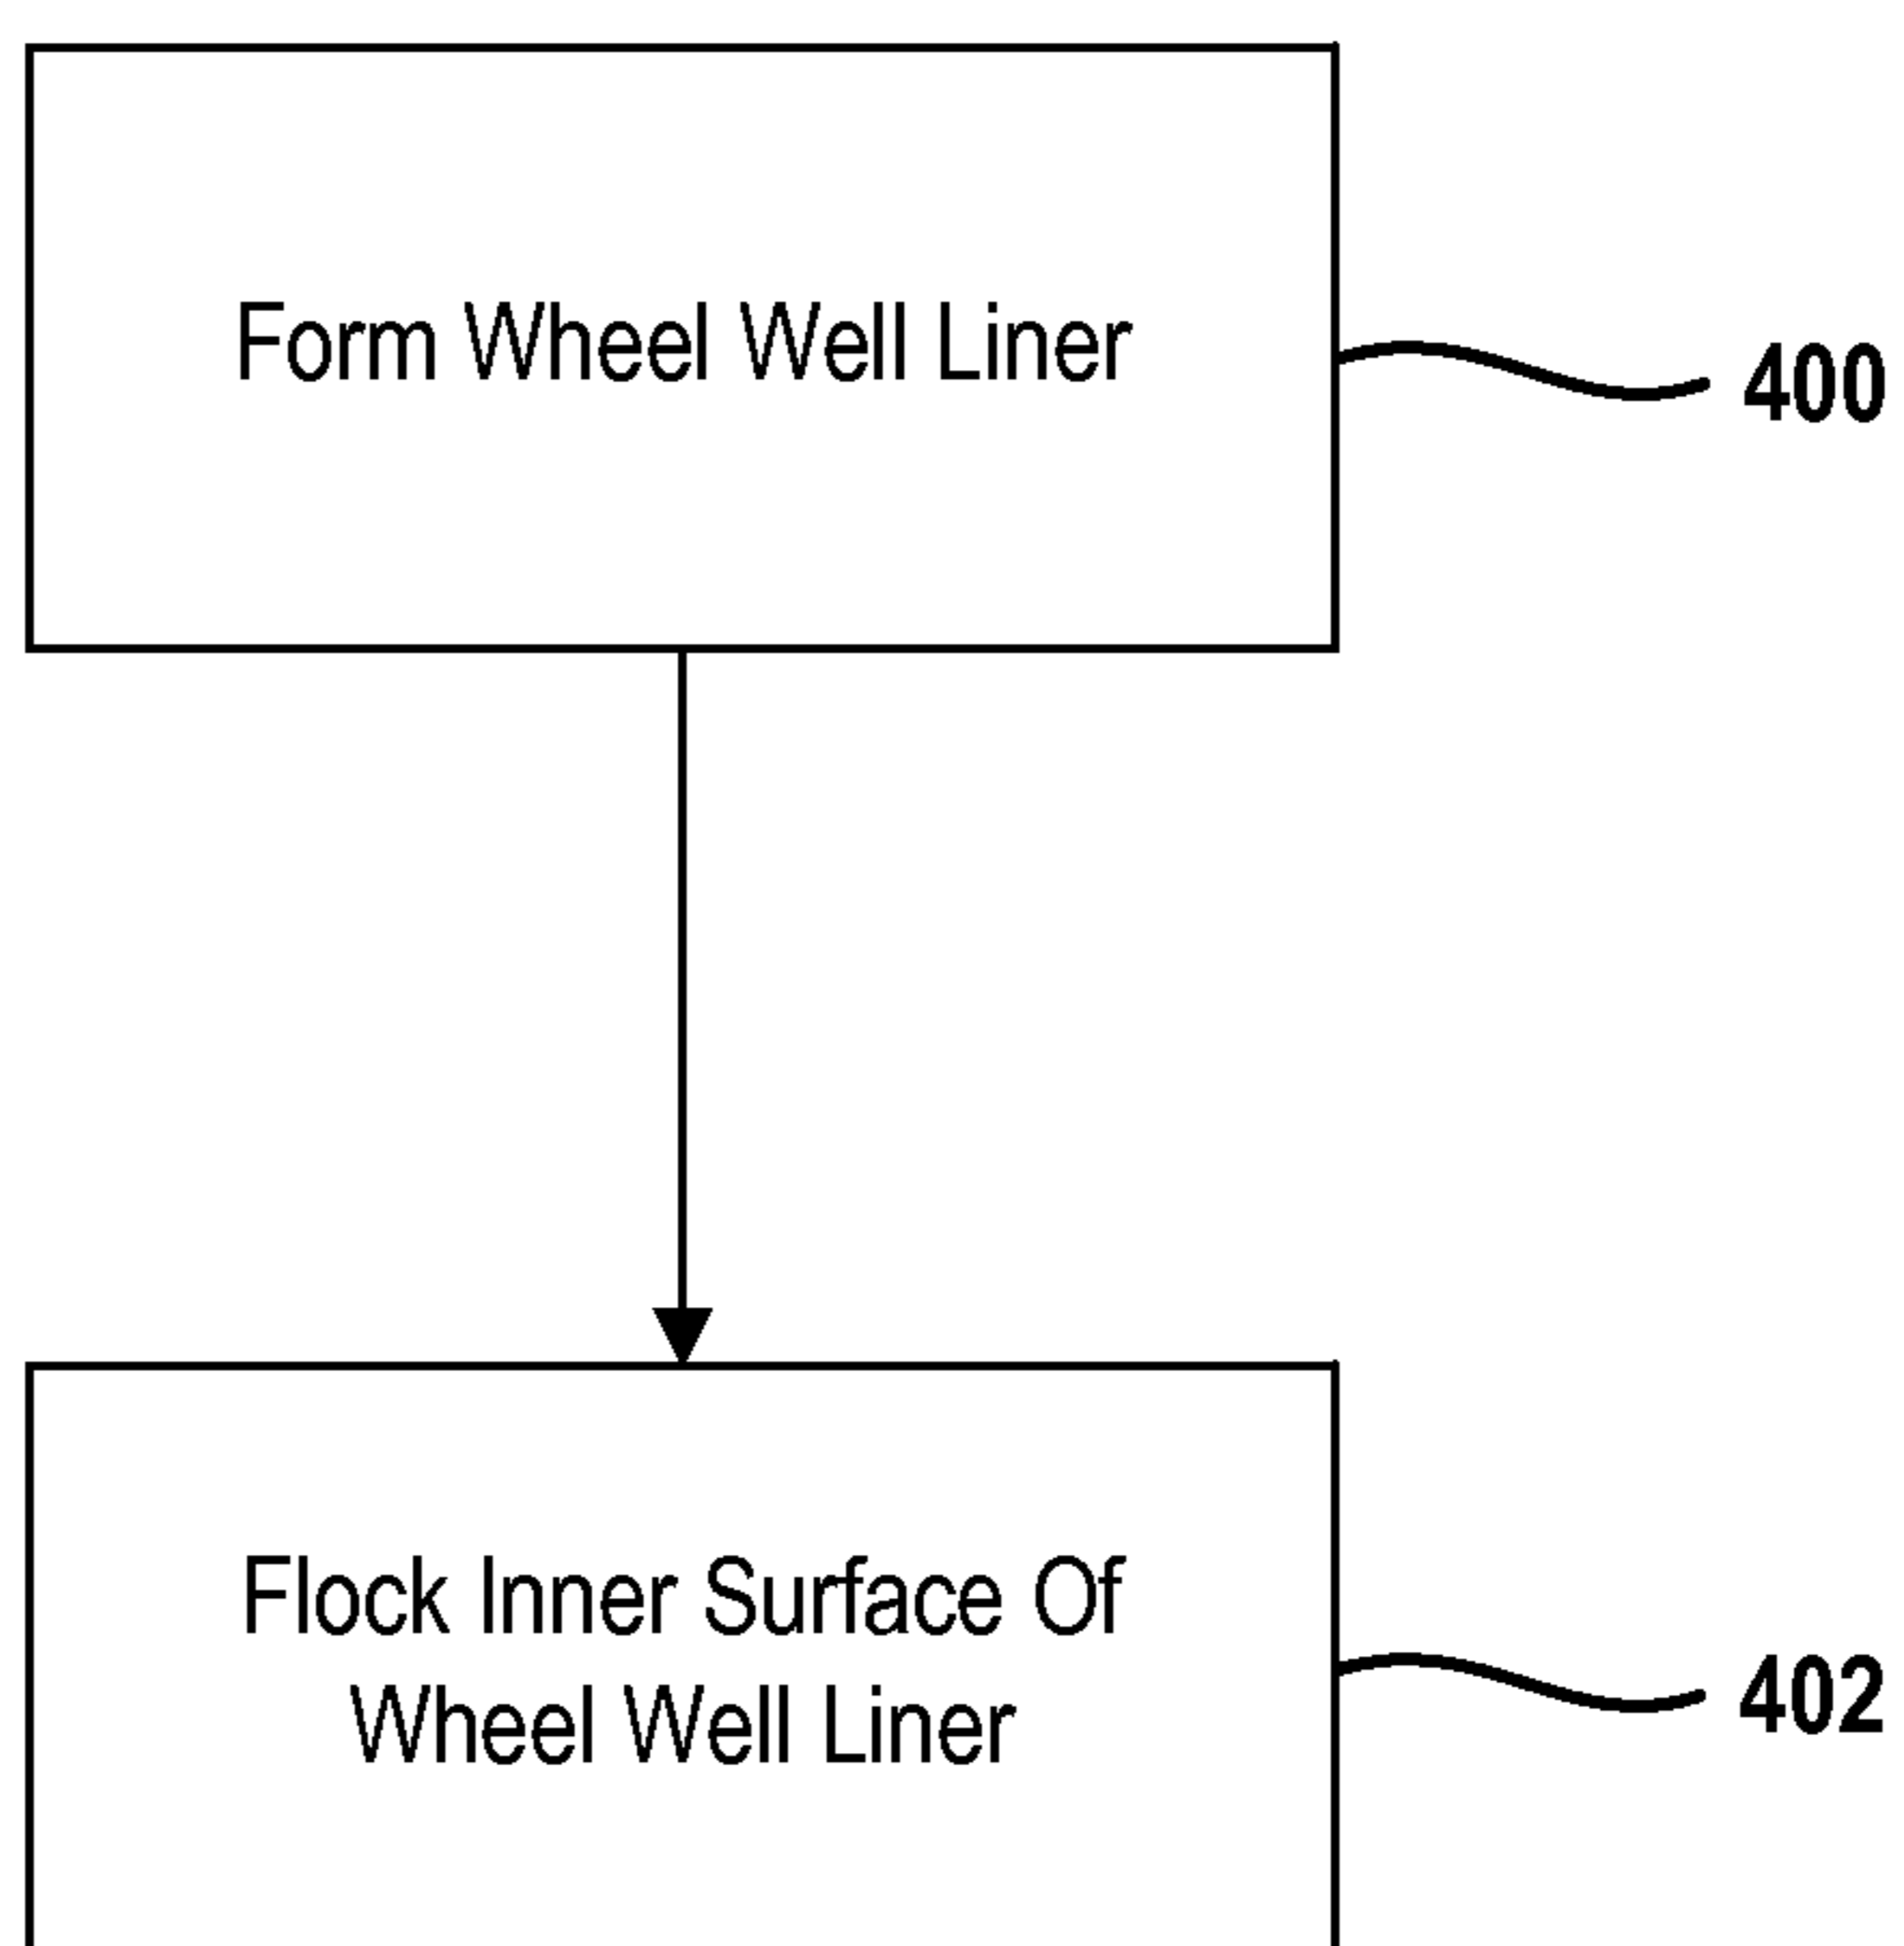 Form Wheel Well Liner
400
Flock Inner Surface Of
Wheel Well Liner
402